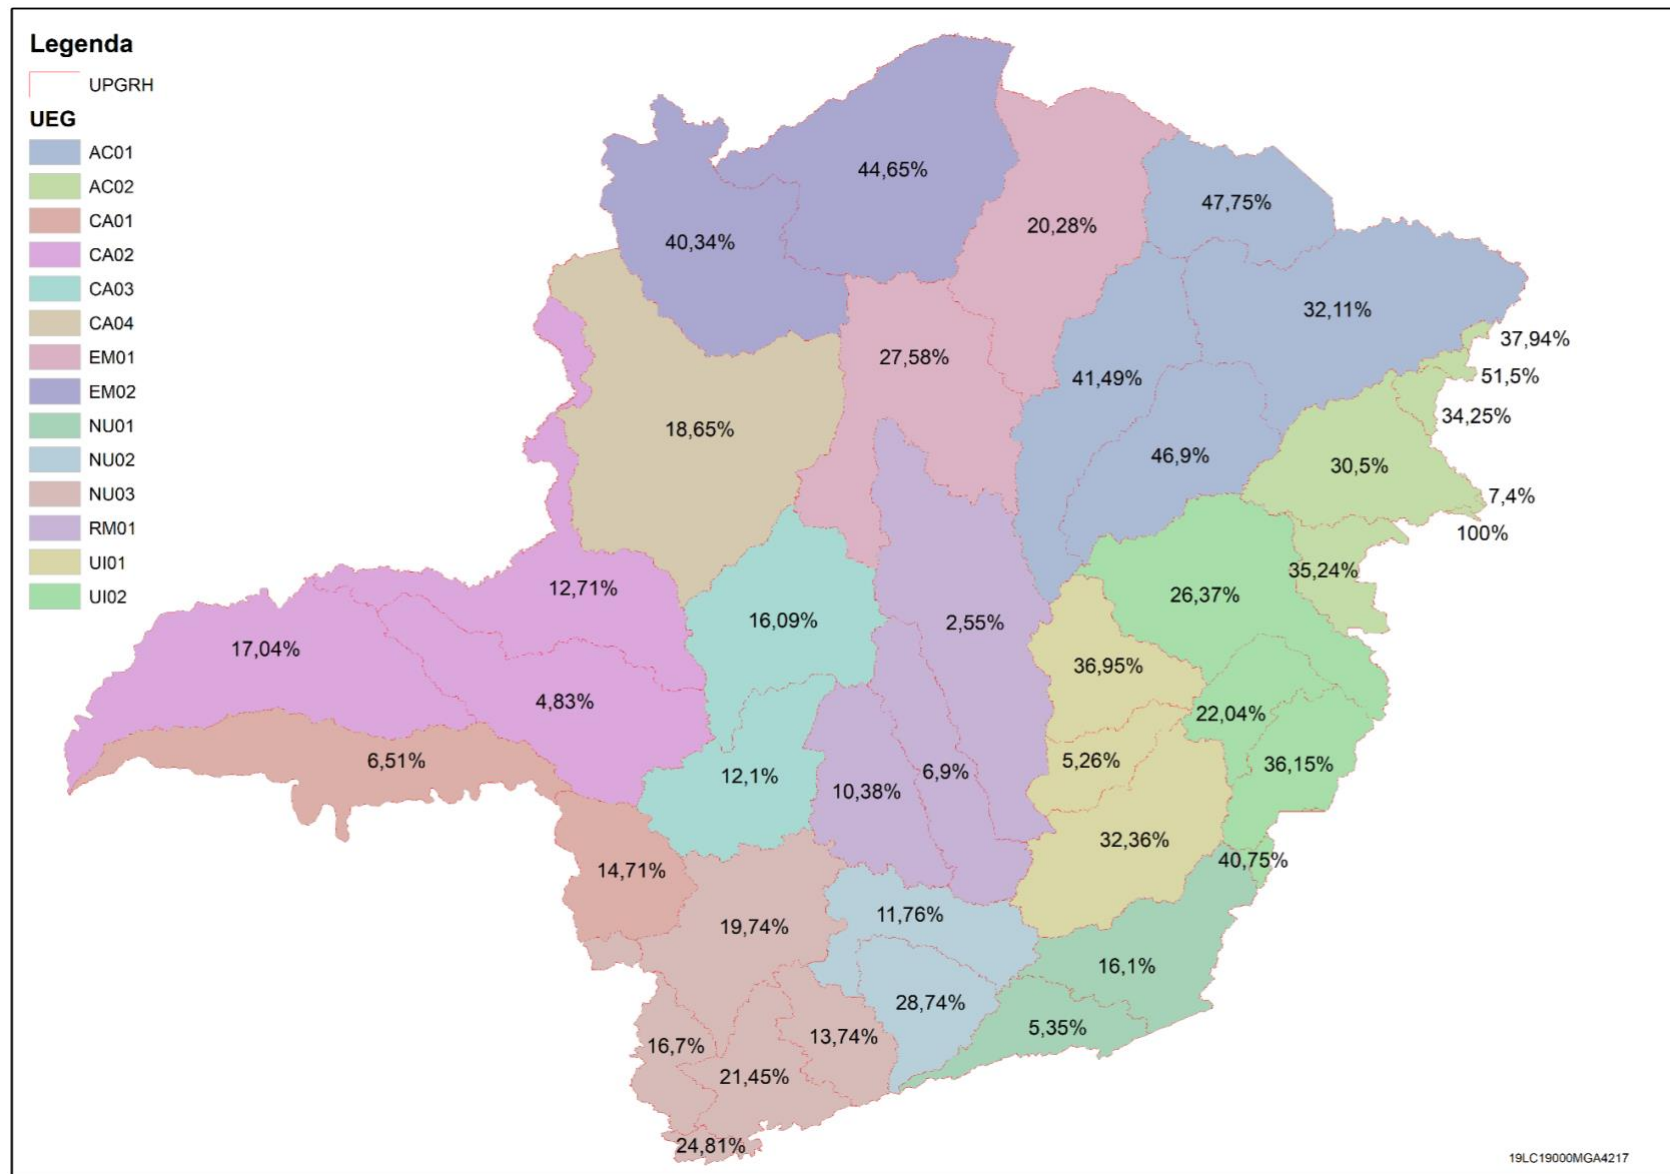 Legenda
UPGRH
UEG
AC01
AC02
CA01
CA02
CA03
CA04
EM01
EM02
NU01
NU02
NU03
RM01
UI01
UI02
44,65%
47,75%
20,28%
40,34%
32,11%
37,94%
27,58%
51,5%
41,49%
34,25%
18,65%
46,9%
30,5%
7,4%
100%
35,24%
12,71%
26,37%
16,09%
2,55%
17,04%
36,95%
4,83%
22,04%
6,51%
5,26%
36,15%
12,1%
6,9%
10,38%
32,36%
40,75%
14,71%
11,76%
19,74%
16,1%
28,74%
5,35%
13,74%
16,7%
21,45%
24,81%
19LC19000MGA4217